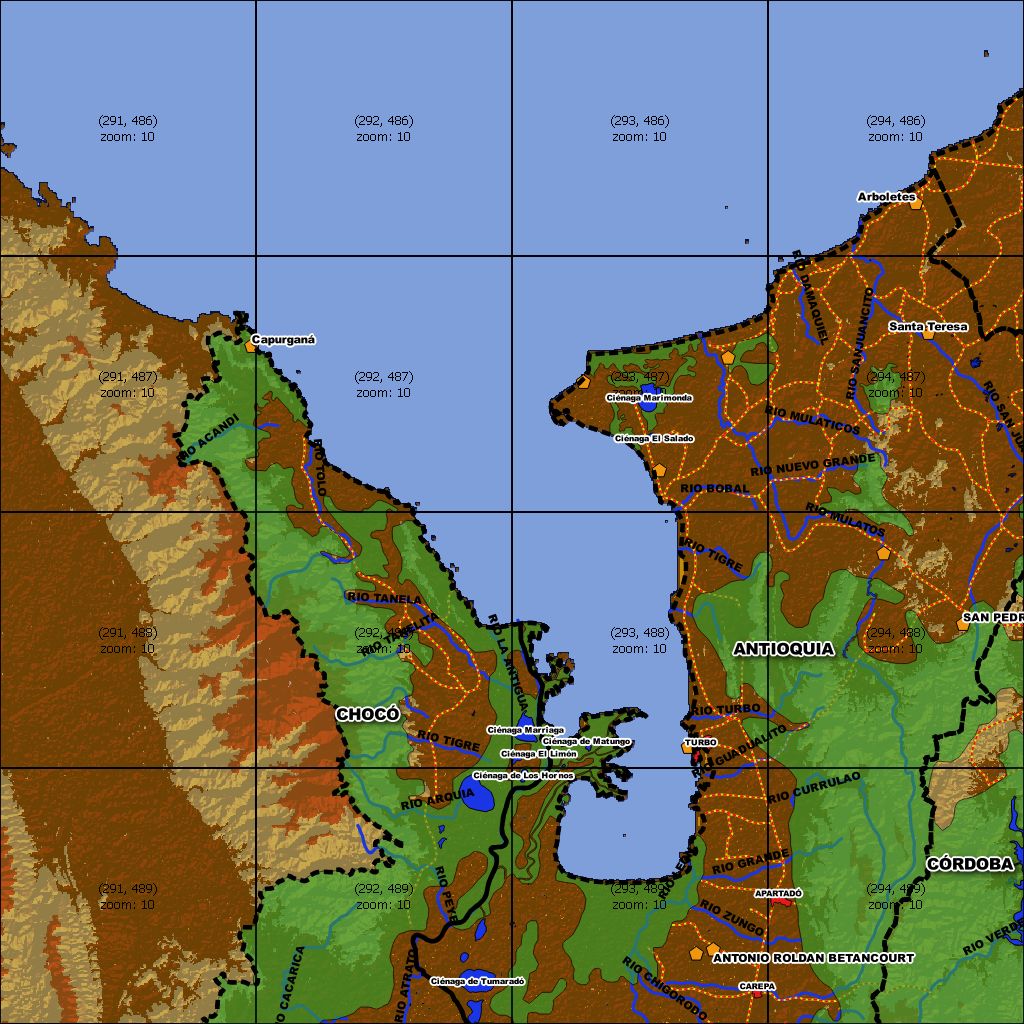 (291, 486)
zoom: 10
(292, 486)
zoom: 10
(293, 486)
zoom: 10
(294, 486)
zoom: 10
Arboletes
RIO DAMAQUIEL
RIO SANJUANCITO
Santa Teresa
Capurganá
(291, 487)
zoom: 10
(292, 487)
zoom: 10
(293, 487)
zoom: 10
(294, 487)
zoom: 10
Ciénaga Marimonda
RIO SAN JU
RIO ACANDI
RIO TOLO
RIO MULATICOS
Ciénaga El Salado
RIO NUEVO GRANDE
RIO BOBAL
RIO MULATOS
RIO TIGRE
RIO TANELA
RIO TANELITA
RIO LA ANTIGUA
SAN PEDR
(291, 488)
zoom: 10
(292, 488)
zoom: 10
(293, 488)
zoom: 10
(294, 488)
zoom: 10
ANTIOQUIA
CHOCÓ
RIO TURBO
Ciénaga Marriaga
RIO TIGRE
Ciénaga de Matungo
TURBO
Ciénaga El Limón
RIO GUADUALITO
Ciénaga de Los Hornos
RIO CURRULAO
RIO ARQUIA
RIO GRANDE
CÓRDOBA
(291, 489)
zoom: 10
(292, 489)
zoom: 10
(293, 489)
zoom: 10
(294, 489)
zoom: 10
RIO LEON
APARTADÓ
RIO PEYE
RIO ZUNGO
RIO VERDE
ANTONIO ROLDAN BETANCOURT
RIO CHIGORODO
Ciénaga de Tumaradó
CAREPA
RIO ATRATO
O CACARICA